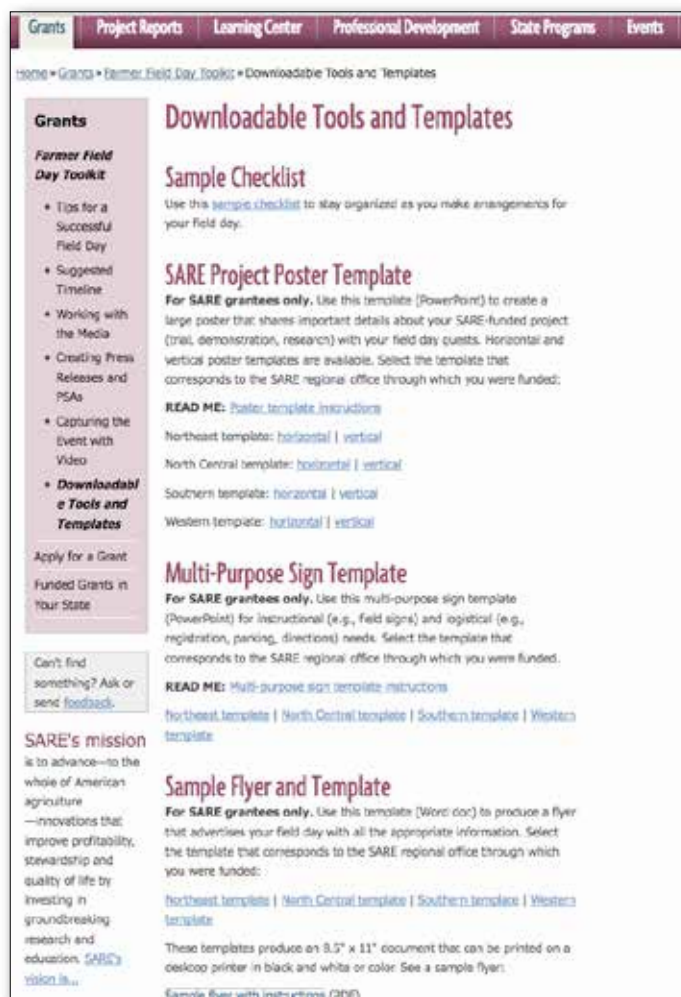 Grants Project Reports Learning Center Professional Development State Programs Events
Home » Grants » Farmer Field Day Toolkit » Downloadable Tools and Templates
Grants
Farmer Field
Day Toolkit
• Tips for a
Successful
Field Day
• Suggested
Timeline
• Working with
the Media
• Creating Press
Releases and
PSAs
• Capturing the
Event with
Video
• Downloadabl
e Tools and
Templates
Apply for a Grant
Funded Grants in
Your State
Can't find
something? Ask or
send feedback.
SARE's mission
is to advance—to the
whole of American
agriculture
—innovations that
improve profitability,
stewardship and
quality of life by
investing in
groundbreaking
research and
education. SARE's
vision is...
Downloadable Tools and Templates
Sample Checklist
Use this sample checklist to stay organized as you make arrangements for
your field day.
SARE Project Poster Template
For SARE grantees only. Use this template (PowerPoint) to create a
large poster that shares important details about your SARE-funded project
(trial, demonstration, research) with your field day guests. Horizontal and
vertical poster templates are available. Select the template that
corresponds to the SARE regional office through which you were funded:
READ ME: Poster template instructions
Northeast template: horizontal | vertical
North Central template: horizontal | vertical
Southern template: horizontal | vertical
Western template: horizontal | vertical
Multi-Purpose Sign Template
For SARE grantees only. Use this multi-purpose sign template
(PowerPoint) for instructional (e.g., field signs) and logistical (e.g.,
registration, parking, directions) needs. Select the template that
corresponds to the SARE regional office through which you were funded.
READ ME: Multi-purpose sign template instructions
Northeast template | North Central template | Southern template | Western
template
Sample Flyer and Template
For SARE grantees only. Use this template (Word doc) to produce a flyer
that advertises your field day with all the appropriate information. Select
the template that corresponds to the SARE regional office through which
you were funded:
Northeast template | North Central template | Southern template | Western
template
These templates produce an 8.5" x 11" document that can be printed on a
desktop printer in black and white or color. See a sample flyer:
Sample flyer with instructions (PDF)